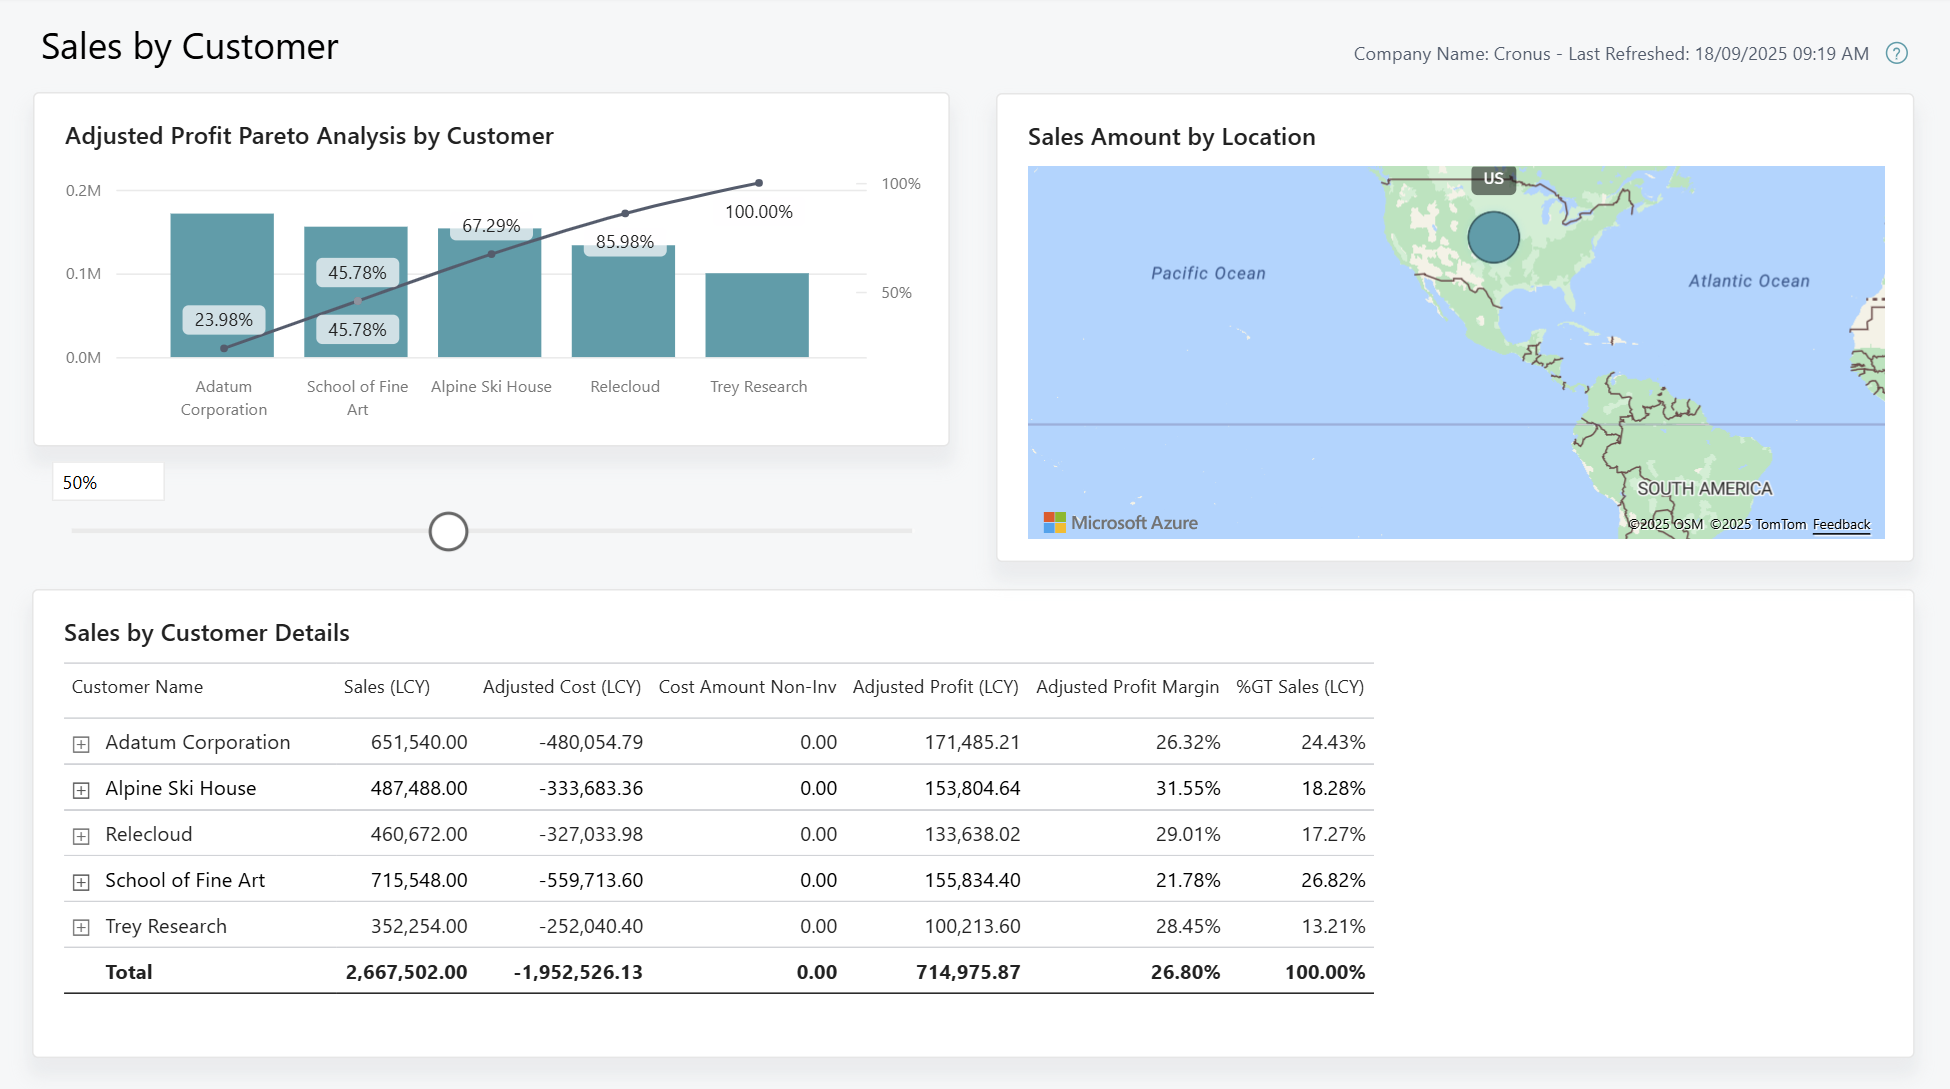 Sales by Customer
Company Name: Cronus - Last Refreshed: 18/09/2025 09:19 AM
?
Adjusted Profit Pareto Analysis by Customer
0.2M
0.1M
0.0M
100%
50%
23.98%
45.78%
45.78%
67.29%
85.98%
100.00%
Adatum
Corporation
School of Fine
Art
Alpine Ski House
Relecloud
Trey Research
50%
Sales Amount by Location
US
Pacific Ocean
Atlantic Ocean
SOUTH AMERICA
Microsoft Azure
©2025 OSM ©2025 TomTom Feedback
Sales by Customer Details
Customer Name Sales (LCY) Adjusted Cost (LCY) Cost Amount Non-Inv Adjusted Profit (LCY) Adjusted Profit Margin %GT Sales (LCY)
Adatum Corporation 651,540.00 -480,054.79 0.00 171,485.21 26.32% 24.43%
Alpine Ski House 487,488.00 -333,683.36 0.00 153,804.64 31.55% 18.28%
Relecloud 460,672.00 -327,033.98 0.00 133,638.02 29.01% 17.27%
School of Fine Art 715,548.00 -559,713.60 0.00 155,834.40 21.78% 26.82%
Trey Research 352,254.00 -252,040.40 0.00 100,213.60 28.45% 13.21%
Total 2,667,502.00 -1,952,526.13 0.00 714,975.87 26.80% 100.00%